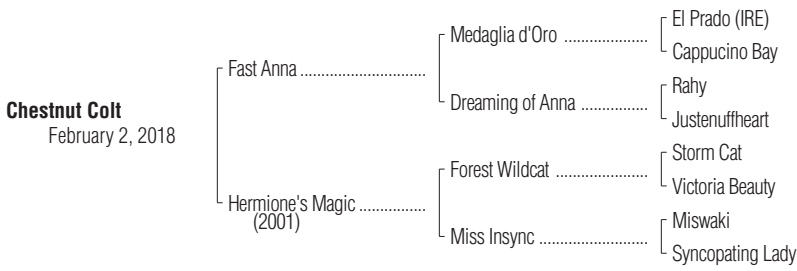 Chestnut Colt
February 2, 2018
Fast Anna
Hermione's Magic
(2001)
Medaglia d'Oro
Dreaming of Anna
Forest Wildcat
Miss Insync
El Prado (IRE)
Cappucino Bay
Rahy
Justenuffheart
Storm Cat
Victoria Beauty
Miswaki
Syncopating Lady